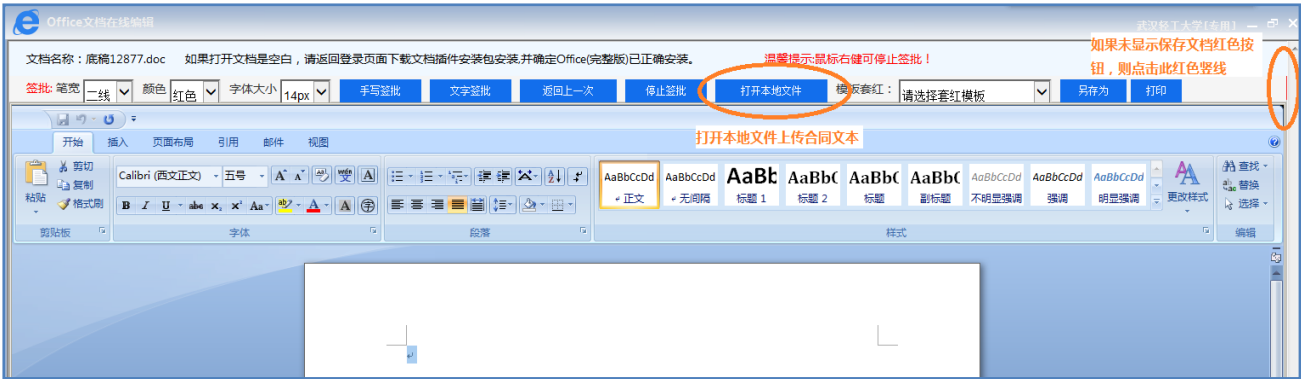 Office文档在线编辑
武汉轻工大学[专用]
文档名称：底稿12877.doc 如果打开文档是空白，请返回登录页面下载文档插件安装包安装,并确定Office(完整版)已正确安装。 温馨提示:鼠标右健可停止签批！
如果未显示保存文档红色按
钮，则点击此红色竖线
签批: 笔宽 二线 颜色 红色 字体大小 14px 手写签批 文字签批 返回上一次 停止签批 打开本地文件 模版套红： 请选择套红模板 另存为 打印
打开本地文件上传合同文本
开始 插入 页面布局 引用 邮件 视图
剪切
复制
格式刷
粘贴
Calibri (西文正文) 五号
AaBbCcDd AaBbCcDd AaBb AaBb( AaBb( AaBb( AaBbCcDd AaBbCcDd AaBbCcDd
正文 无间隔 标题 1 标题 2 标题 副标题 不明显强调 强调 明显强调
更改样式
查找
替换
选择
剪贴板 字体 段落 样式 编辑